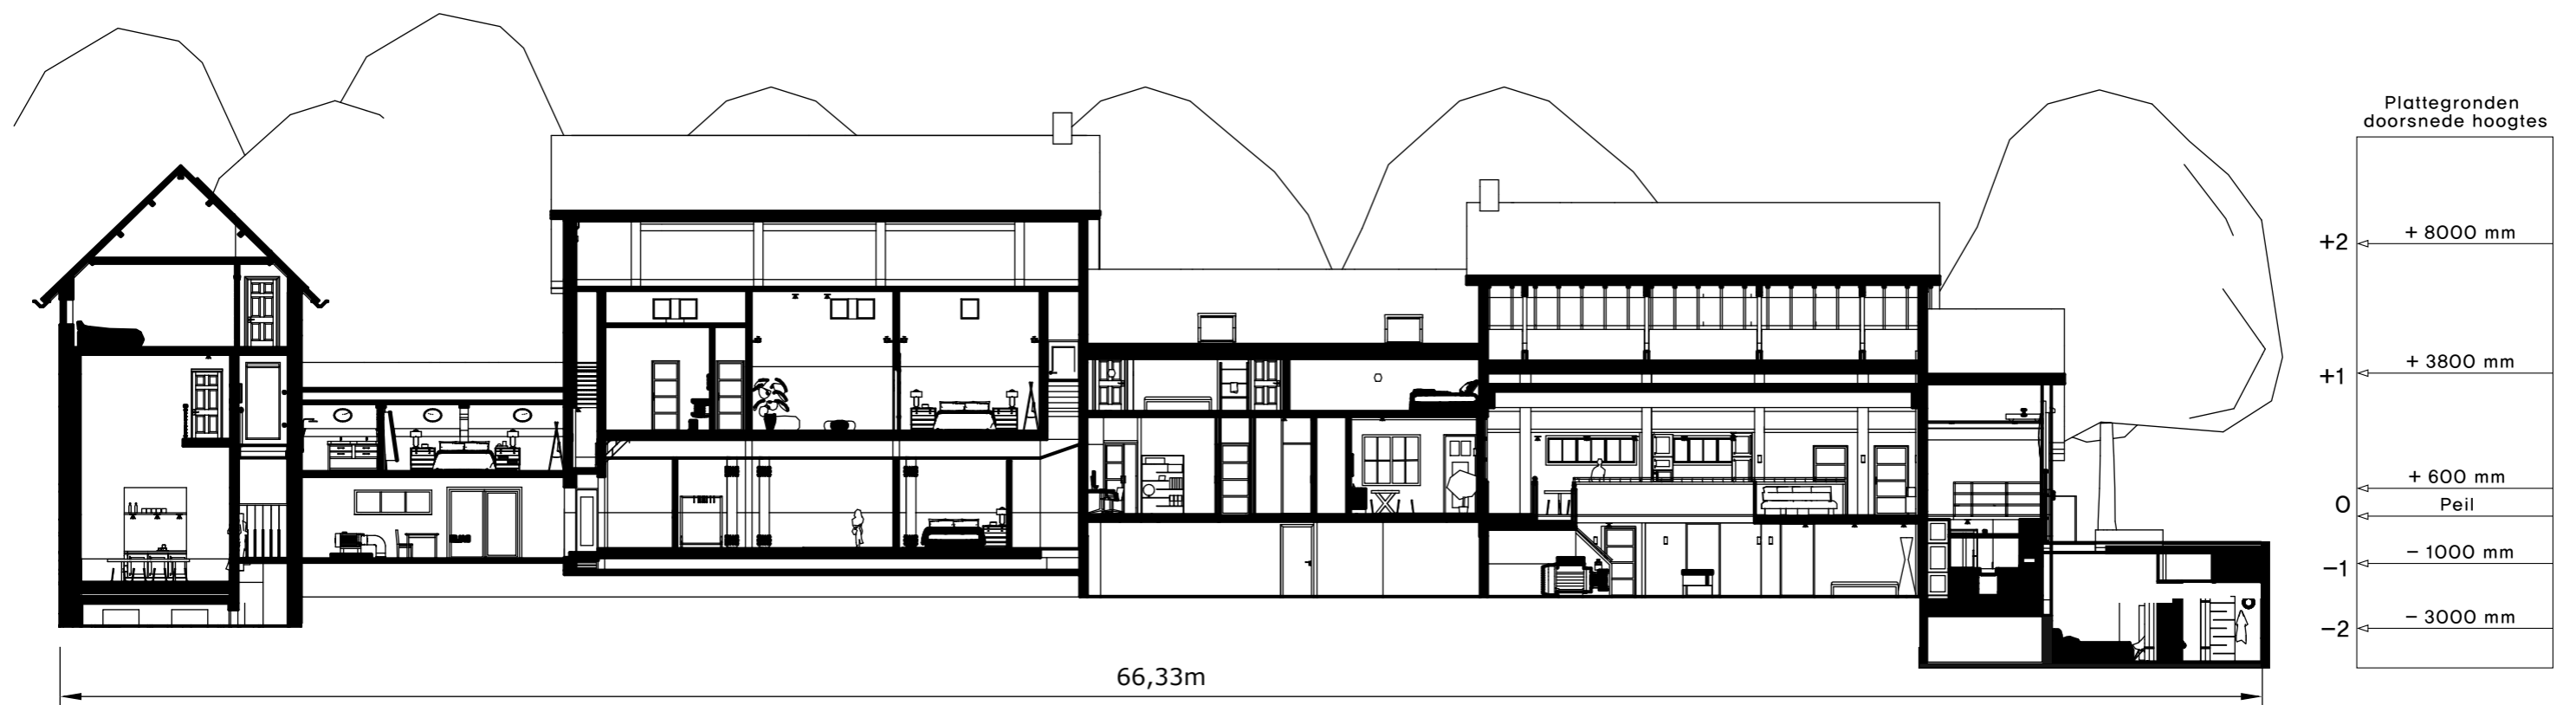 Plattegronden
doorsnede hoogtes
+2
+ 8000 mm
+1
+ 3800 mm
+ 600 mm
0
Peil
−1
− 1000 mm
−2
− 3000 mm
66,33m